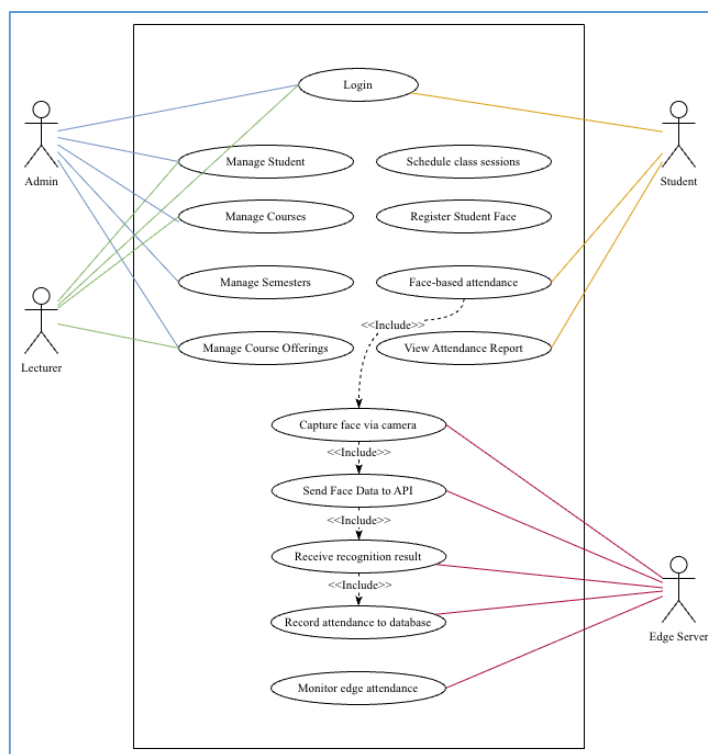 Login
Admin
Student
Manage Student
Schedule class sessions
Manage Courses
Register Student Face
Lecturer
Manage Semesters
Face-based attendance
<<Include>>
Manage Course Offerings
View Attendance Report
Capture face via camera
<<Include>>
Send Face Data to API
<<Include>>
Receive recognition result
<<Include>>
Record attendance to database
Edge Server
Monitor edge attendance